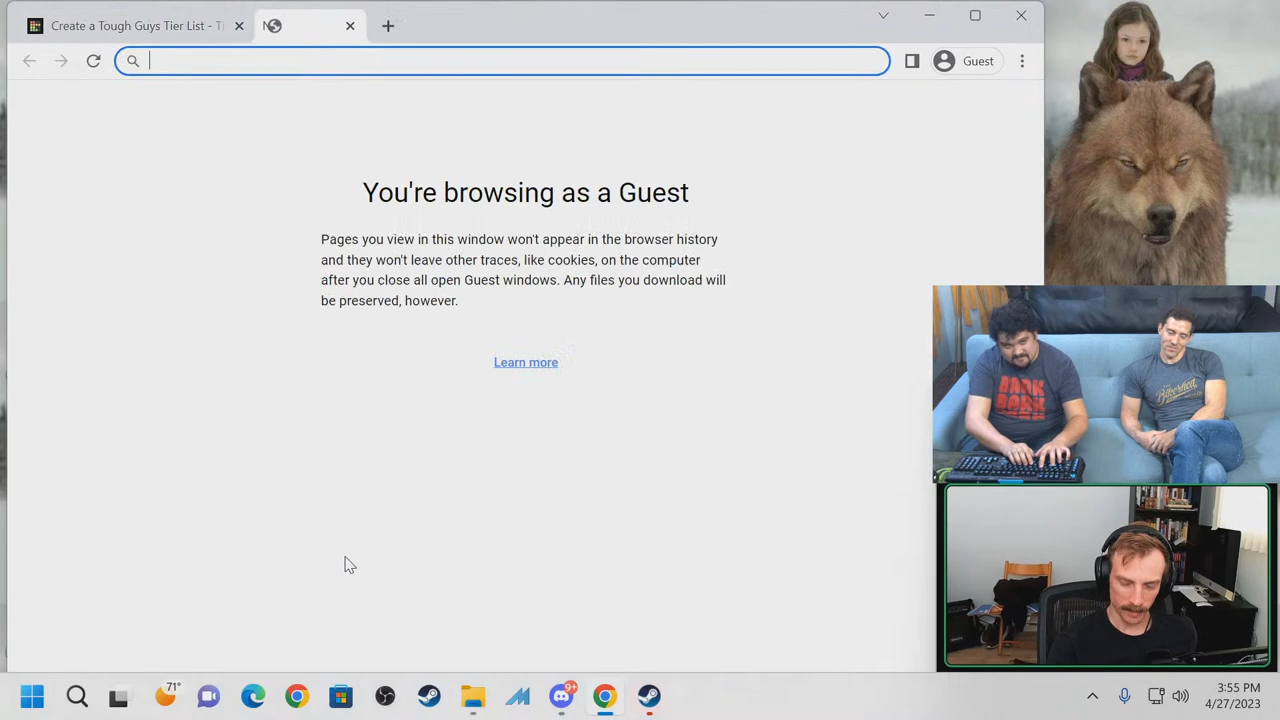 Create a Tough Guys Tier List - Ti
Guest
You're browsing as a Guest
Pages you view in this window won't appear in the browser history
and they won't leave other traces, like cookies, on the computer
after you close all open Guest windows. Any files you download will
be preserved, however.
Learn more
DARK
DARK
71°
9+
3:55 PM
4/27/2023